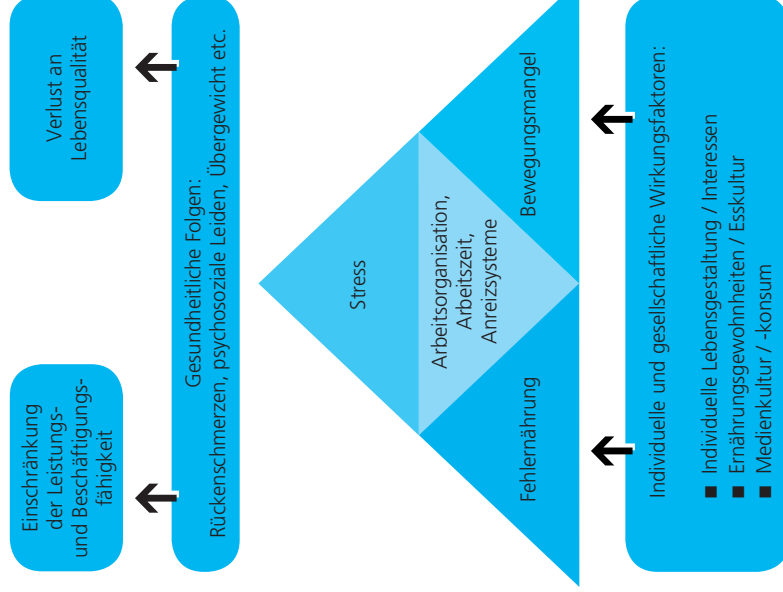 Einschränkung
der Leistungs-
und Beschäftigungs-
fähigkeit
Verlust an
Lebensqualität
Gesundheitliche Folgen:
Rückenschmerzen, psychosoziale Leiden, Übergewicht etc.
Stress
Arbeitsorganisation,
Arbeitszeit,
Anreizsysteme
Fehlernährung
Bewegungsmangel
Individuelle und gesellschaftliche Wirkungsfaktoren:
■ Individuelle Lebensgestaltung / Interessen
■ Ernährungsgewohnheiten / Esskultur
■ Medienkultur / -konsum